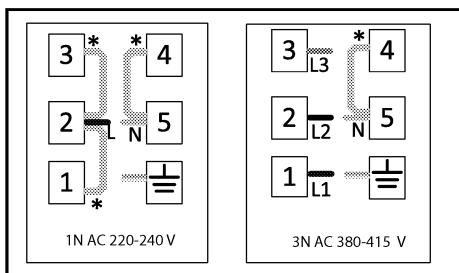 3 * * 4
2 L N 5
1 *
1N AC 220-240 V
3 L3 * 4
2 L2 N 5
1 L1
3N AC 380-415 V